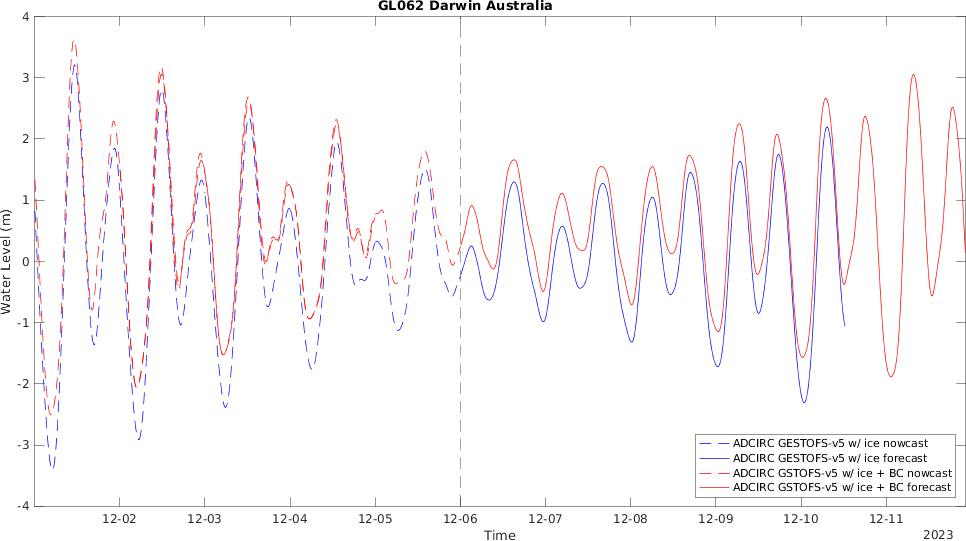 GL062 Darwin Australia
4
3
2
1
0
-1
-2
-3
-4
Water Level (m)
12-02
12-03
12-04
12-05
12-06
12-07
12-08
12-09
12-10
12-11
Time
2023
ADCIRC GESTOFS-v5 w/ ice nowcast
ADCIRC GESTOFS-v5 w/ ice forecast
ADCIRC GSTOFS-v5 w/ ice + BC nowcast
ADCIRC GSTOFS-v5 w/ ice + BC forecast